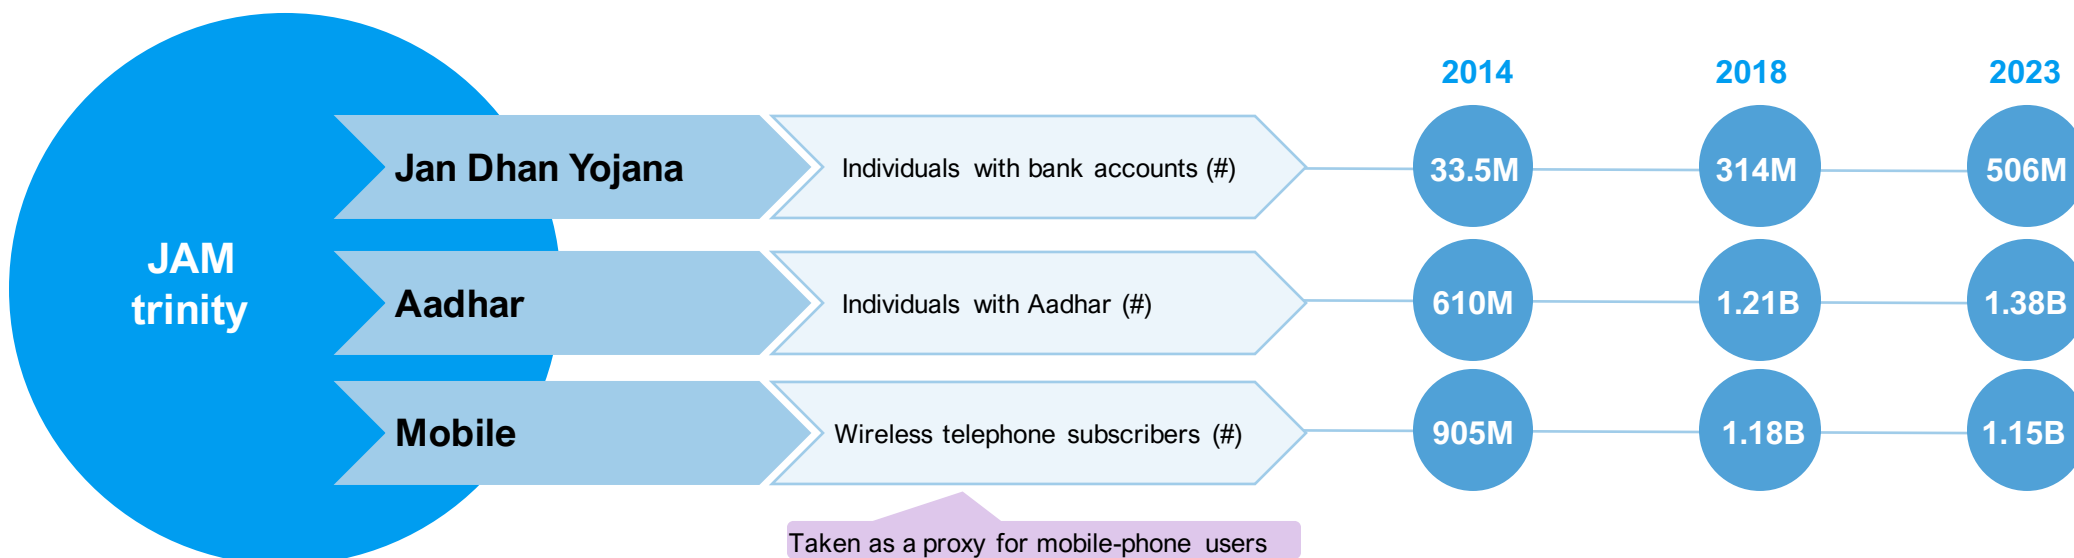 2014 2018 2023
JAM
trinity
Jan Dhan Yojana
Individuals with bank accounts (#)
33.5M 314M 506M
Aadhar
Individuals with Aadhar (#)
610M 1.21B 1.38B
Mobile
Wireless telephone subscribers (#)
905M 1.18B 1.15B
Taken as a proxy for mobile-phone users